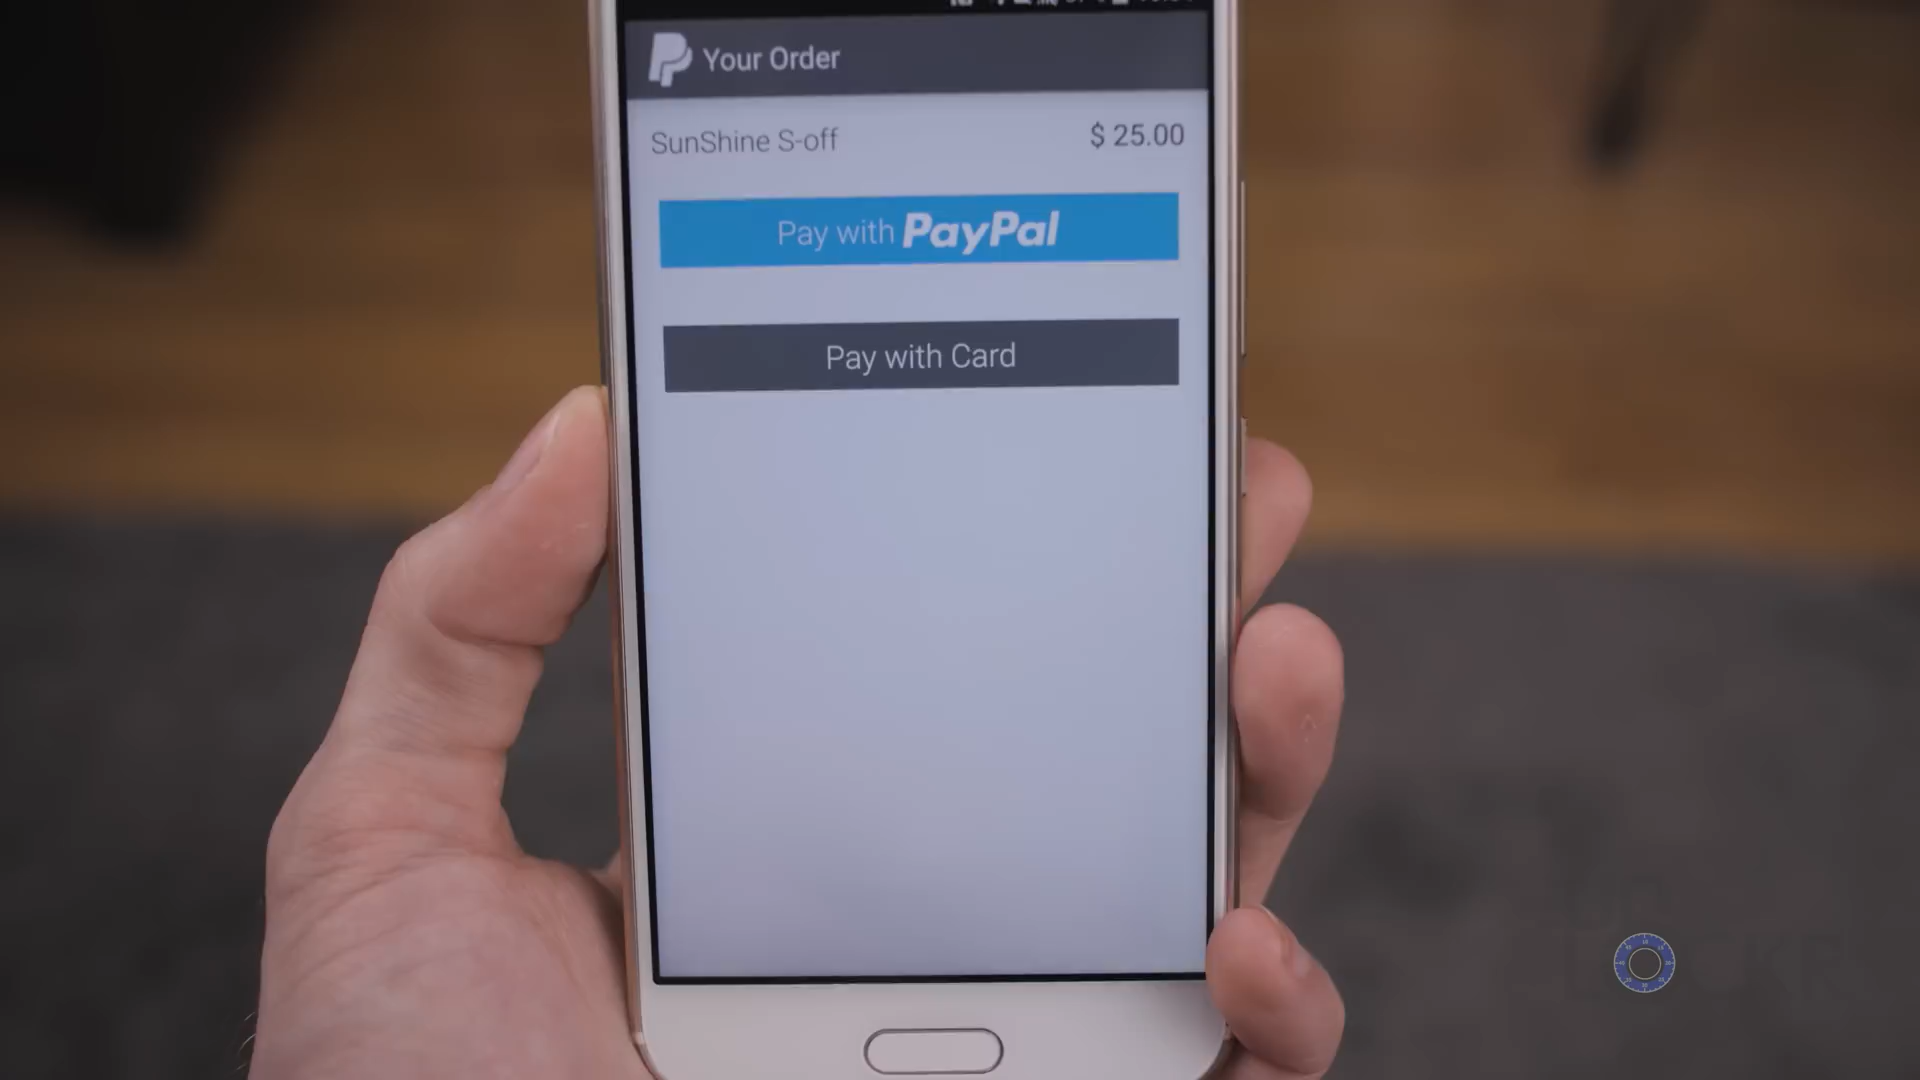 Your Order
SunShine S-off
$ 25.00
Pay with PayPal
Pay with Card